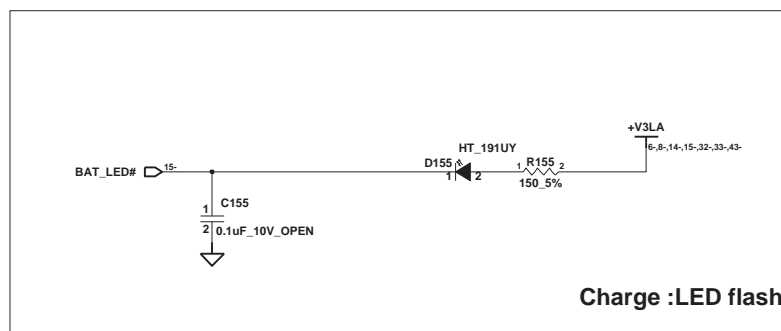 +V3LA
HT_191UY
6-,8-,14-,15-,32-,33-,43-
D155
R155
BAT_LED#
15-
1
2
1
2
150_5%
1
C155
2
0.1uF_10V_OPEN
Charge :LED flash